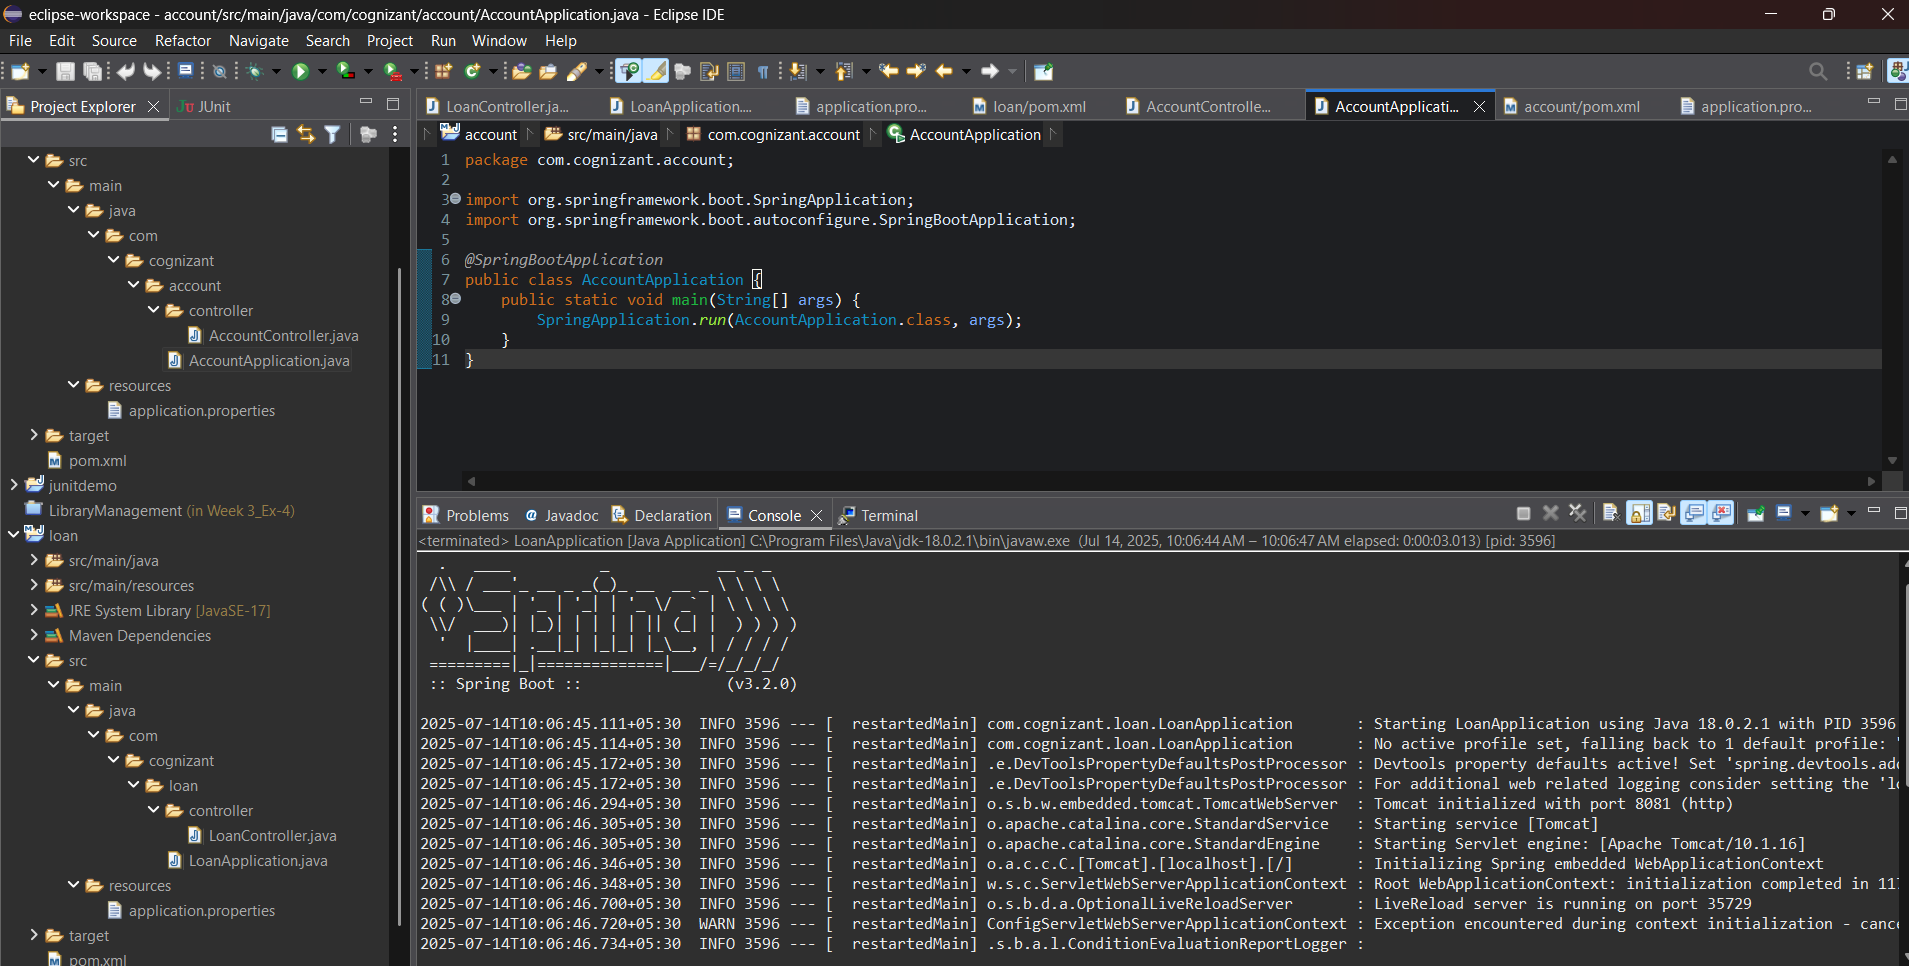 eclipse-workspace - account/src/main/java/com/cognizant/account/AccountApplication.java - Eclipse IDE
File Edit Source Refactor Navigate Search Project Run Window Help
Project Explorer
JUnit
LoanController.ja...
LoanApplication....
application.pro...
loan/pom.xml
AccountControlle...
AccountApplicati...
account/pom.xml
application.pro...
account
src/main/java
com.cognizant.account
AccountApplication
src
main
java
com
cognizant
account
controller
AccountController.java
AccountApplication.java
resources
application.properties
target
pom.xml
junitdemo
LibraryManagement (in Week 3_Ex-4)
loan
src/main/java
src/main/resources
JRE System Library [JavaSE-17]
Maven Dependencies
src
main
java
com
cognizant
loan
controller
LoanController.java
LoanApplication.java
resources
application.properties
target
pom.xml
1 package com.cognizant.account;
2
3 import org.springframework.boot.SpringApplication;
4 import org.springframework.boot.autoconfigure.SpringBootApplication;
5
6 @SpringBootApplication
7 public class AccountApplication {
8 public static void main(String[] args) {
9 SpringApplication.run(AccountApplication.class, args);
10 }
11 }
Problems
Javadoc
Declaration
Console
Terminal
<terminated> LoanApplication [Java Application] C:\Program Files\Java\jdk-18.0.2.1\bin\javaw.exe (Jul 14, 2025, 10:06:44 AM – 10:06:47 AM elapsed: 0:00:03.013) [pid: 3596]
  .   ____          _            __ _ _
 /\\ / ___'_ __ _ _(_)_ __  __ _ \ \ \ \
( ( )\___ | '_ | '_| | '_ \/ _` | \ \ \ \
 \\/  ___)| |_)| | | | | || (_| |  ) ) ) )
  '  |____| .__|_| |_|_| |_\__, | / / / /
 =========|_|==============|___/=/_/_/_/
 :: Spring Boot ::                (v3.2.0)
2025-07-14T10:06:45.111+05:30 INFO 3596 --- [ restartedMain] com.cognizant.loan.LoanApplication : Starting LoanApplication using Java 18.0.2.1 with PID 3596
2025-07-14T10:06:45.114+05:30 INFO 3596 --- [ restartedMain] com.cognizant.loan.LoanApplication : No active profile set, falling back to 1 default profile: "
2025-07-14T10:06:45.172+05:30 INFO 3596 --- [ restartedMain] .e.DevToolsPropertyDefaultsPostProcessor : Devtools property defaults active! Set 'spring.devtools.add
2025-07-14T10:06:45.172+05:30 INFO 3596 --- [ restartedMain] .e.DevToolsPropertyDefaultsPostProcessor : For additional web related logging consider setting the 'lo
2025-07-14T10:06:46.294+05:30 INFO 3596 --- [ restartedMain] o.s.b.w.embedded.tomcat.TomcatWebServer : Tomcat initialized with port 8081 (http)
2025-07-14T10:06:46.305+05:30 INFO 3596 --- [ restartedMain] o.apache.catalina.core.StandardService : Starting service [Tomcat]
2025-07-14T10:06:46.305+05:30 INFO 3596 --- [ restartedMain] o.apache.catalina.core.StandardEngine : Starting Servlet engine: [Apache Tomcat/10.1.16]
2025-07-14T10:06:46.346+05:30 INFO 3596 --- [ restartedMain] o.a.c.c.C.[Tomcat].[localhost].[/] : Initializing Spring embedded WebApplicationContext
2025-07-14T10:06:46.348+05:30 INFO 3596 --- [ restartedMain] w.s.c.ServletWebServerApplicationContext : Root WebApplicationContext: initialization completed in 117
2025-07-14T10:06:46.700+05:30 INFO 3596 --- [ restartedMain] o.s.b.d.a.OptionalLiveReloadServer : LiveReload server is running on port 35729
2025-07-14T10:06:46.720+05:30 WARN 3596 --- [ restartedMain] ConfigServletWebServerApplicationContext : Exception encountered during context initialization - cance
2025-07-14T10:06:46.734+05:30 INFO 3596 --- [ restartedMain] .s.b.a.l.ConditionEvaluationReportLogger :